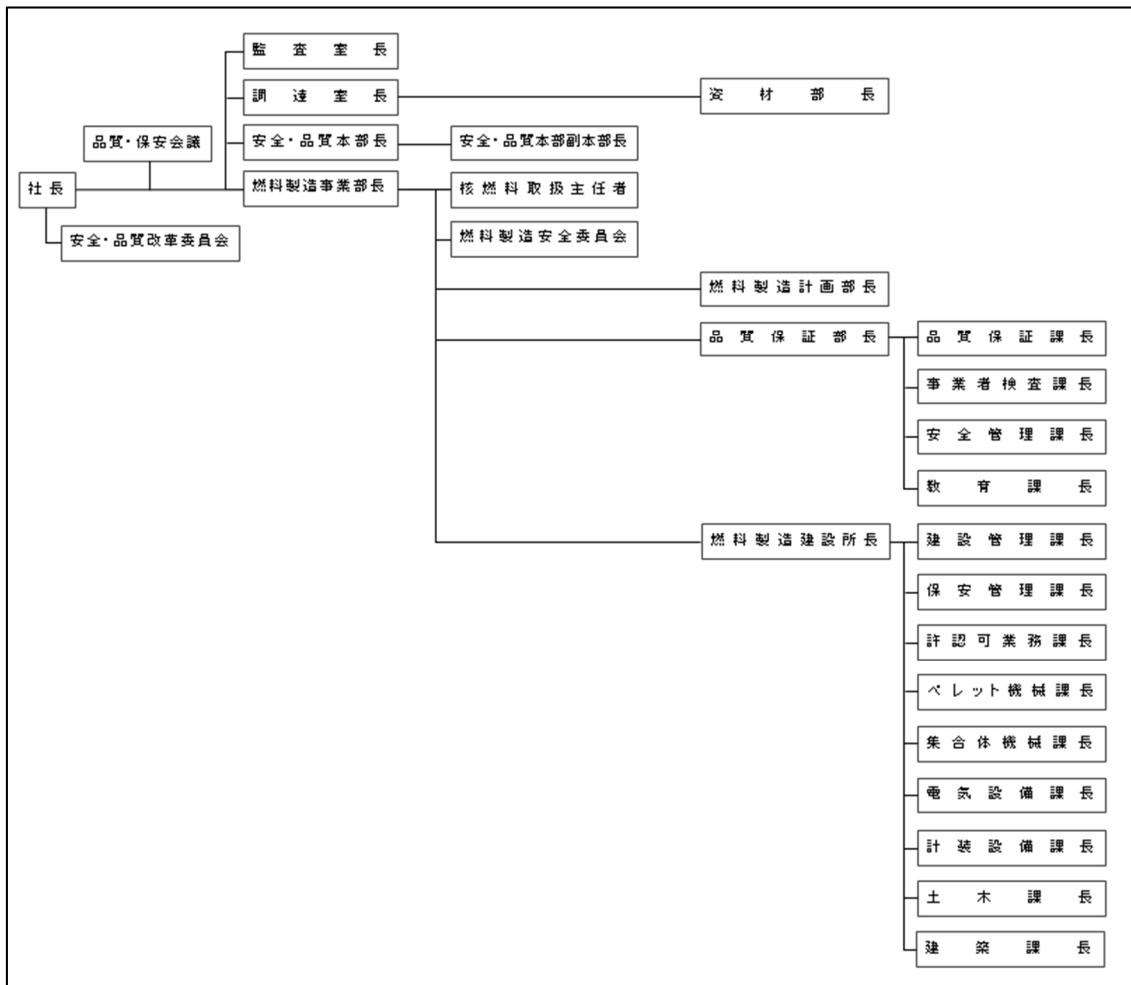 監査室長
調達室長
資材部長
品質・保安会議
安全・品質本部長
安全・品質本部副本部長
社長
燃料製造事業部長
核燃料取扱主任者
安全・品質改革委員会
燃料製造安全委員会
燃料製造計画部長
品質保証部長
品質保証課長
事業者検査課長
安全管理課長
教育課長
燃料製造建設所長
建設管理課長
保安管理課長
許認可業務課長
ペレット機械課長
集合体機械課長
電気設備課長
計装設備課長
土木課長
建築課長